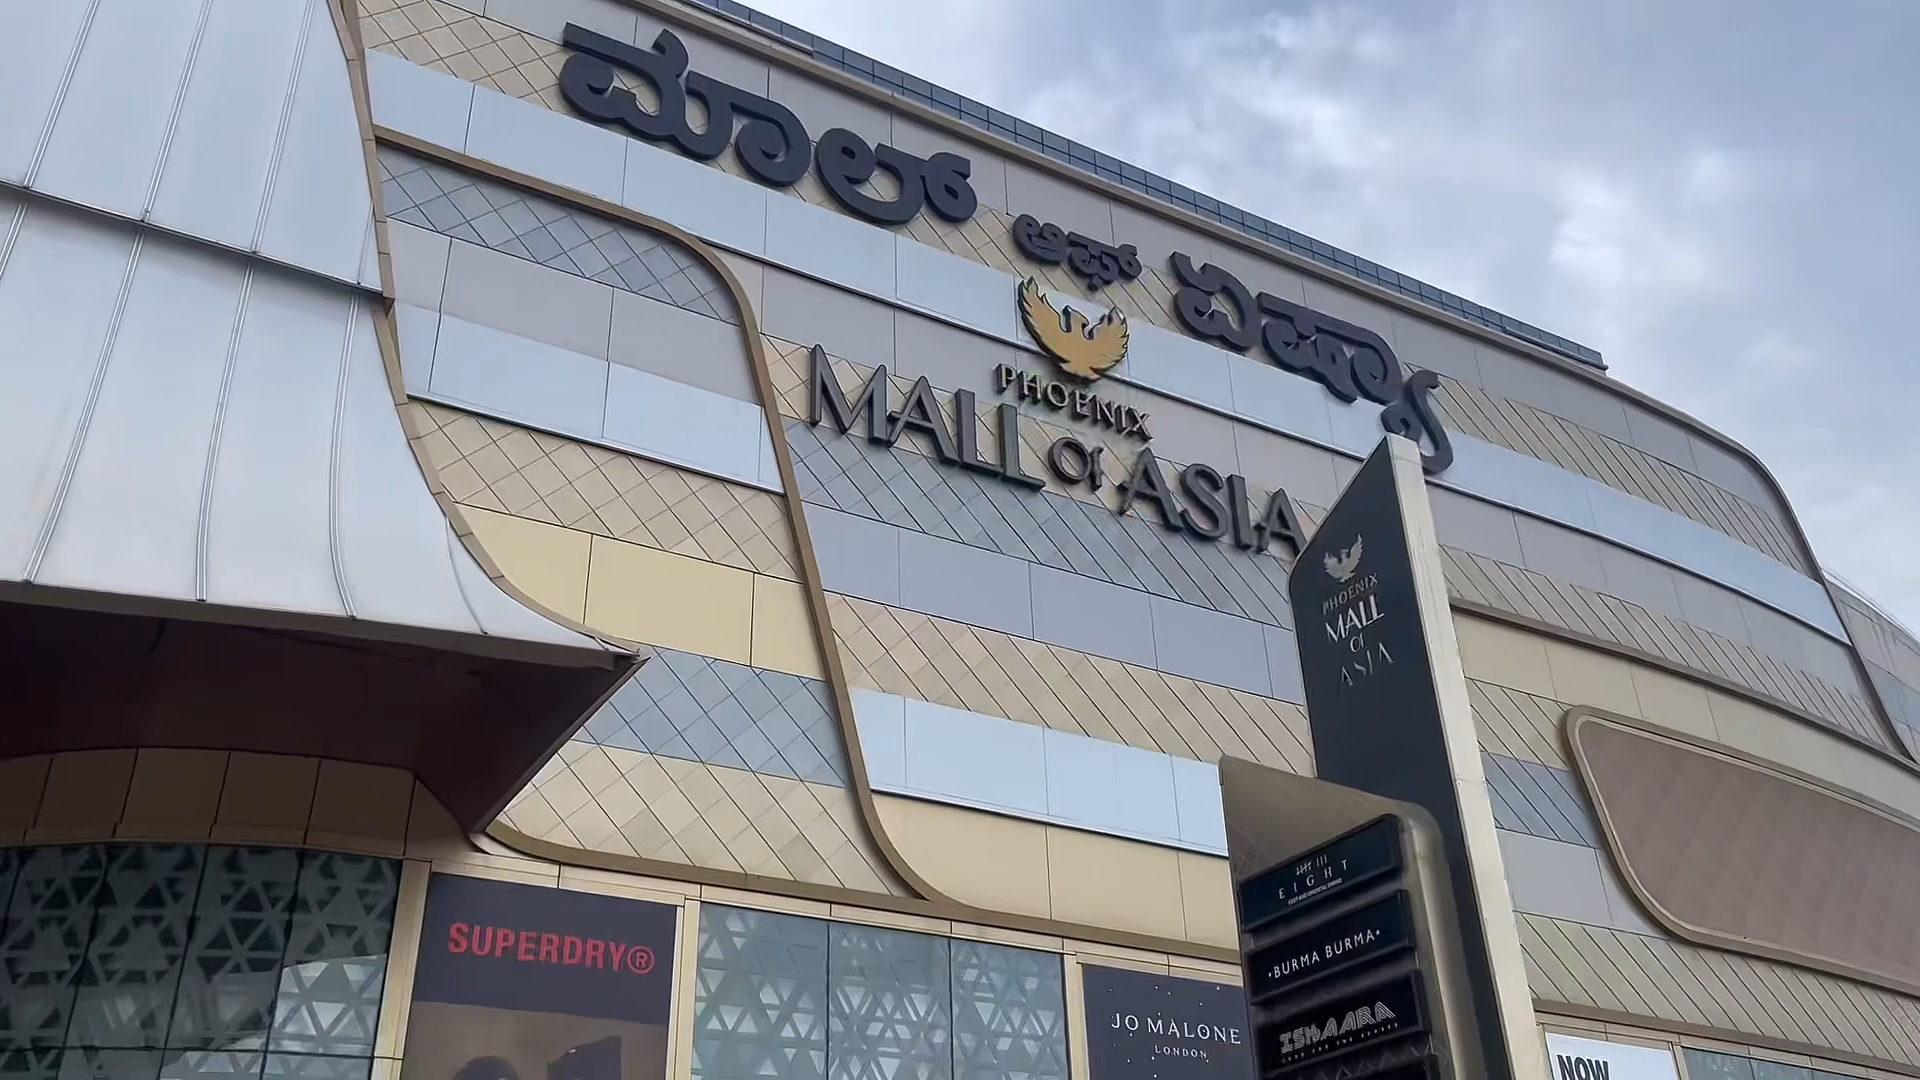 ಮಾಲ್ ಆಫ್ ಏಷ್ಯಾ
PHOENIX
MALL OF ASIA
PHOENIX
MALL
OF
ASIA
EIGHT
•BURMA BURMA•
ISHAARA
SUPERDRY®
JO MALONE
LONDON
NOW